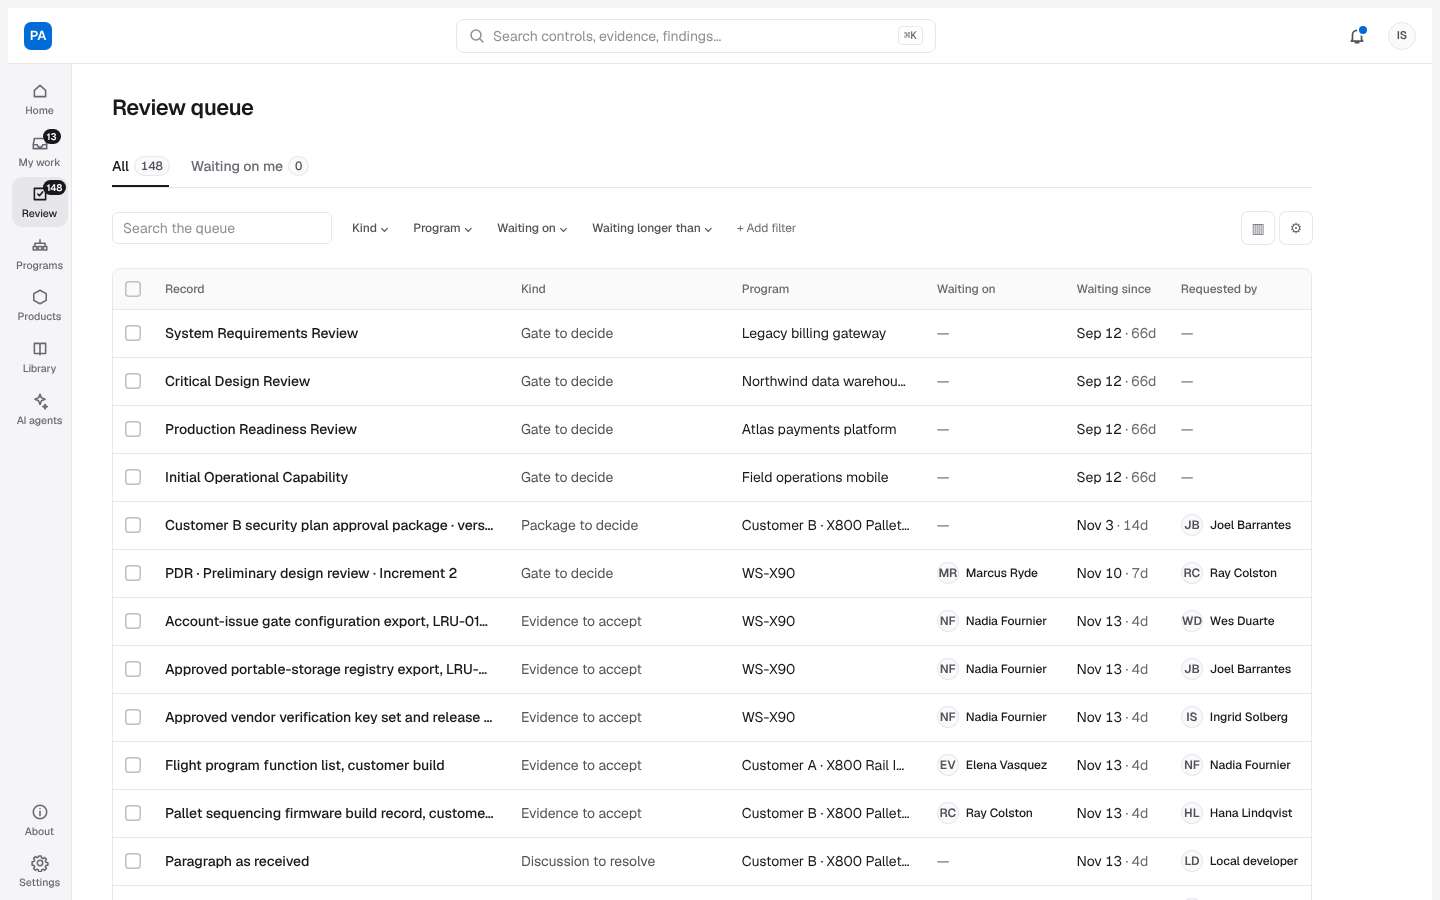 PA
Search controls, evidence, findings...
⌘K
IS
Home
13
My work
148
Review
Programs
Products
Library
AI agents
About
Settings
Review queue
All 148
Waiting on me 0
Search the queue
Kind
Program
Waiting on
Waiting longer than
+ Add filter
Record Kind Program Waiting on Waiting since Requested by
System Requirements Review Gate to decide Legacy billing gateway — Sep 12 · 66d —
Critical Design Review Gate to decide Northwind data warehou... — Sep 12 · 66d —
Production Readiness Review Gate to decide Atlas payments platform — Sep 12 · 66d —
Initial Operational Capability Gate to decide Field operations mobile — Sep 12 · 66d —
Customer B security plan approval package · vers... Package to decide Customer B · X800 Pallet... — Nov 3 · 14d JB Joel Barrantes
PDR · Preliminary design review · Increment 2 Gate to decide WS-X90 MR Marcus Ryde Nov 10 · 7d RC Ray Colston
Account-issue gate configuration export, LRU-01... Evidence to accept WS-X90 NF Nadia Fournier Nov 13 · 4d WD Wes Duarte
Approved portable-storage registry export, LRU-... Evidence to accept WS-X90 NF Nadia Fournier Nov 13 · 4d JB Joel Barrantes
Approved vendor verification key set and release ... Evidence to accept WS-X90 NF Nadia Fournier Nov 13 · 4d IS Ingrid Solberg
Flight program function list, customer build Evidence to accept Customer A · X800 Rail I... EV Elena Vasquez Nov 13 · 4d NF Nadia Fournier
Pallet sequencing firmware build record, custome... Evidence to accept Customer B · X800 Pallet... RC Ray Colston Nov 13 · 4d HL Hana Lindqvist
Paragraph as received Discussion to resolve Customer B · X800 Pallet... — Nov 13 · 4d LD Local developer